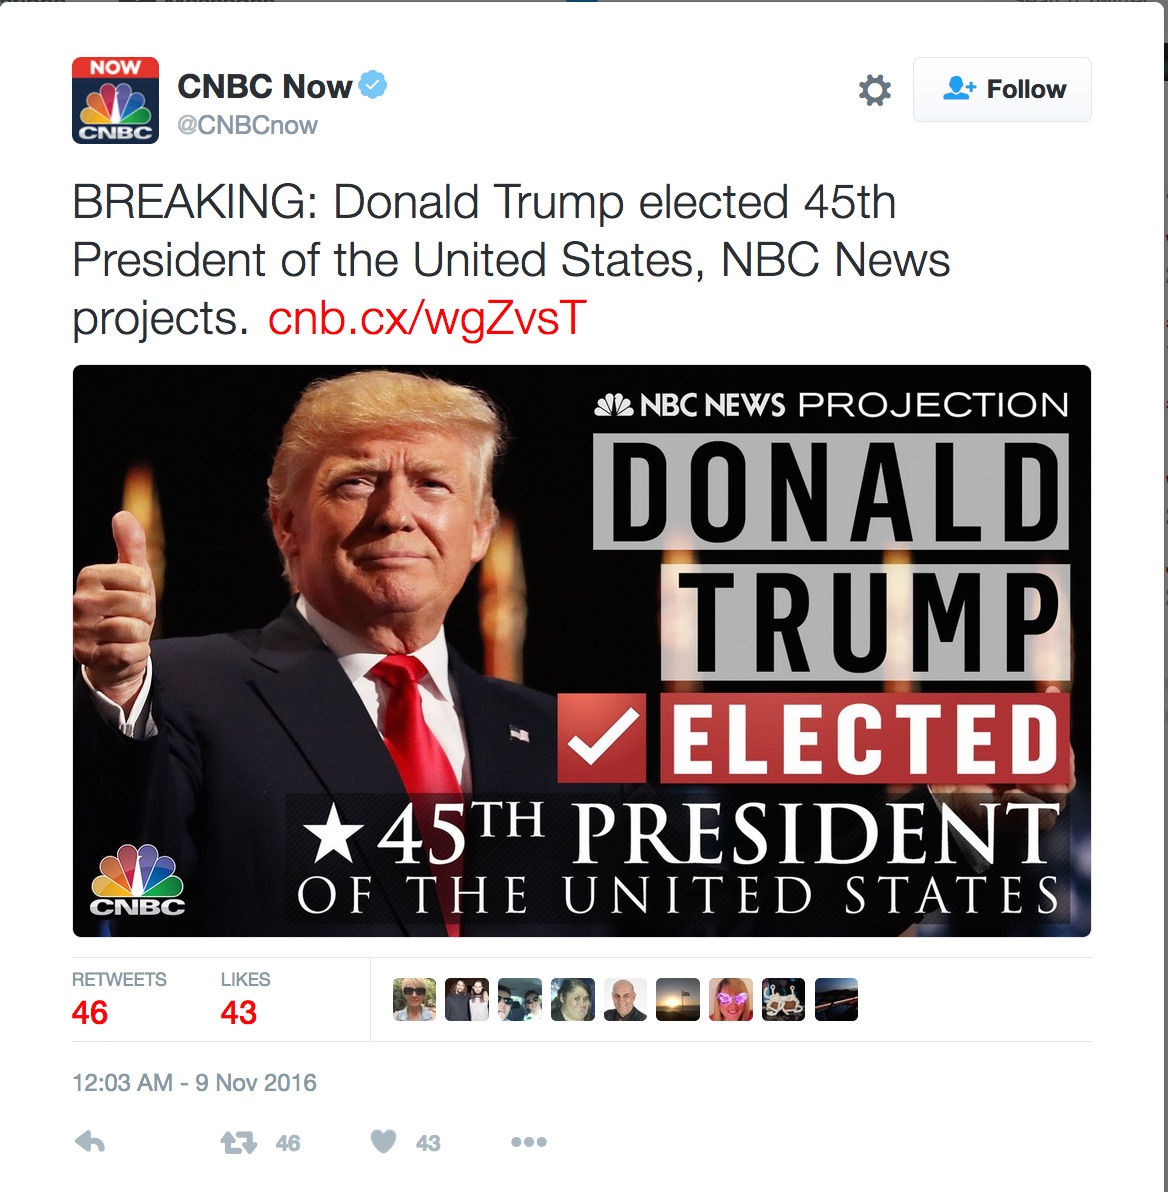 NOW
CNBC
CNBC Now
@CNBCnow
Follow
BREAKING: Donald Trump elected 45th
President of the United States, NBC News
projects. cnb.cx/wgZvsT
NBC NEWS PROJECTION
DONALD
TRUMP
ELECTED
45TH PRESIDENT
OF THE UNITED STATES
CNBC
RETWEETS
46
LIKES
43
12:03 AM - 9 Nov 2016
46
43